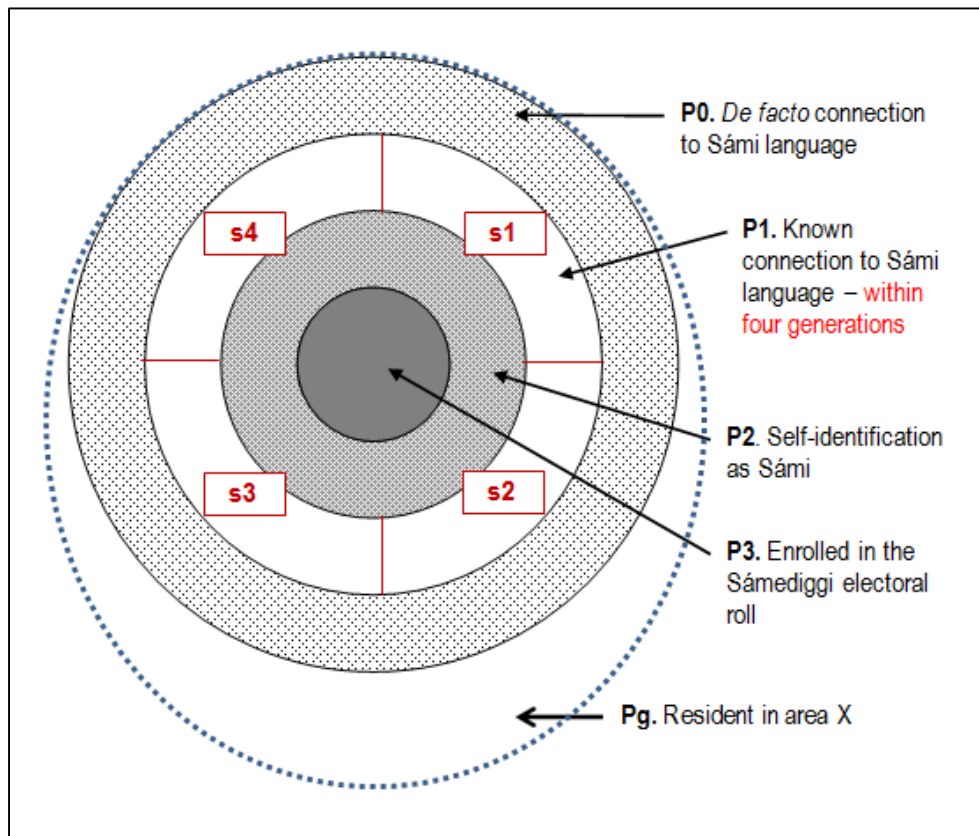 P0. De facto connection
to Sámi language
s4
s1
P1. Known
connection to Sámi
language – within
four generations
P2. Self-identification
as Sámi
s3
s2
P3. Enrolled in the
Sámediggi electoral
roll
Pg. Resident in area X